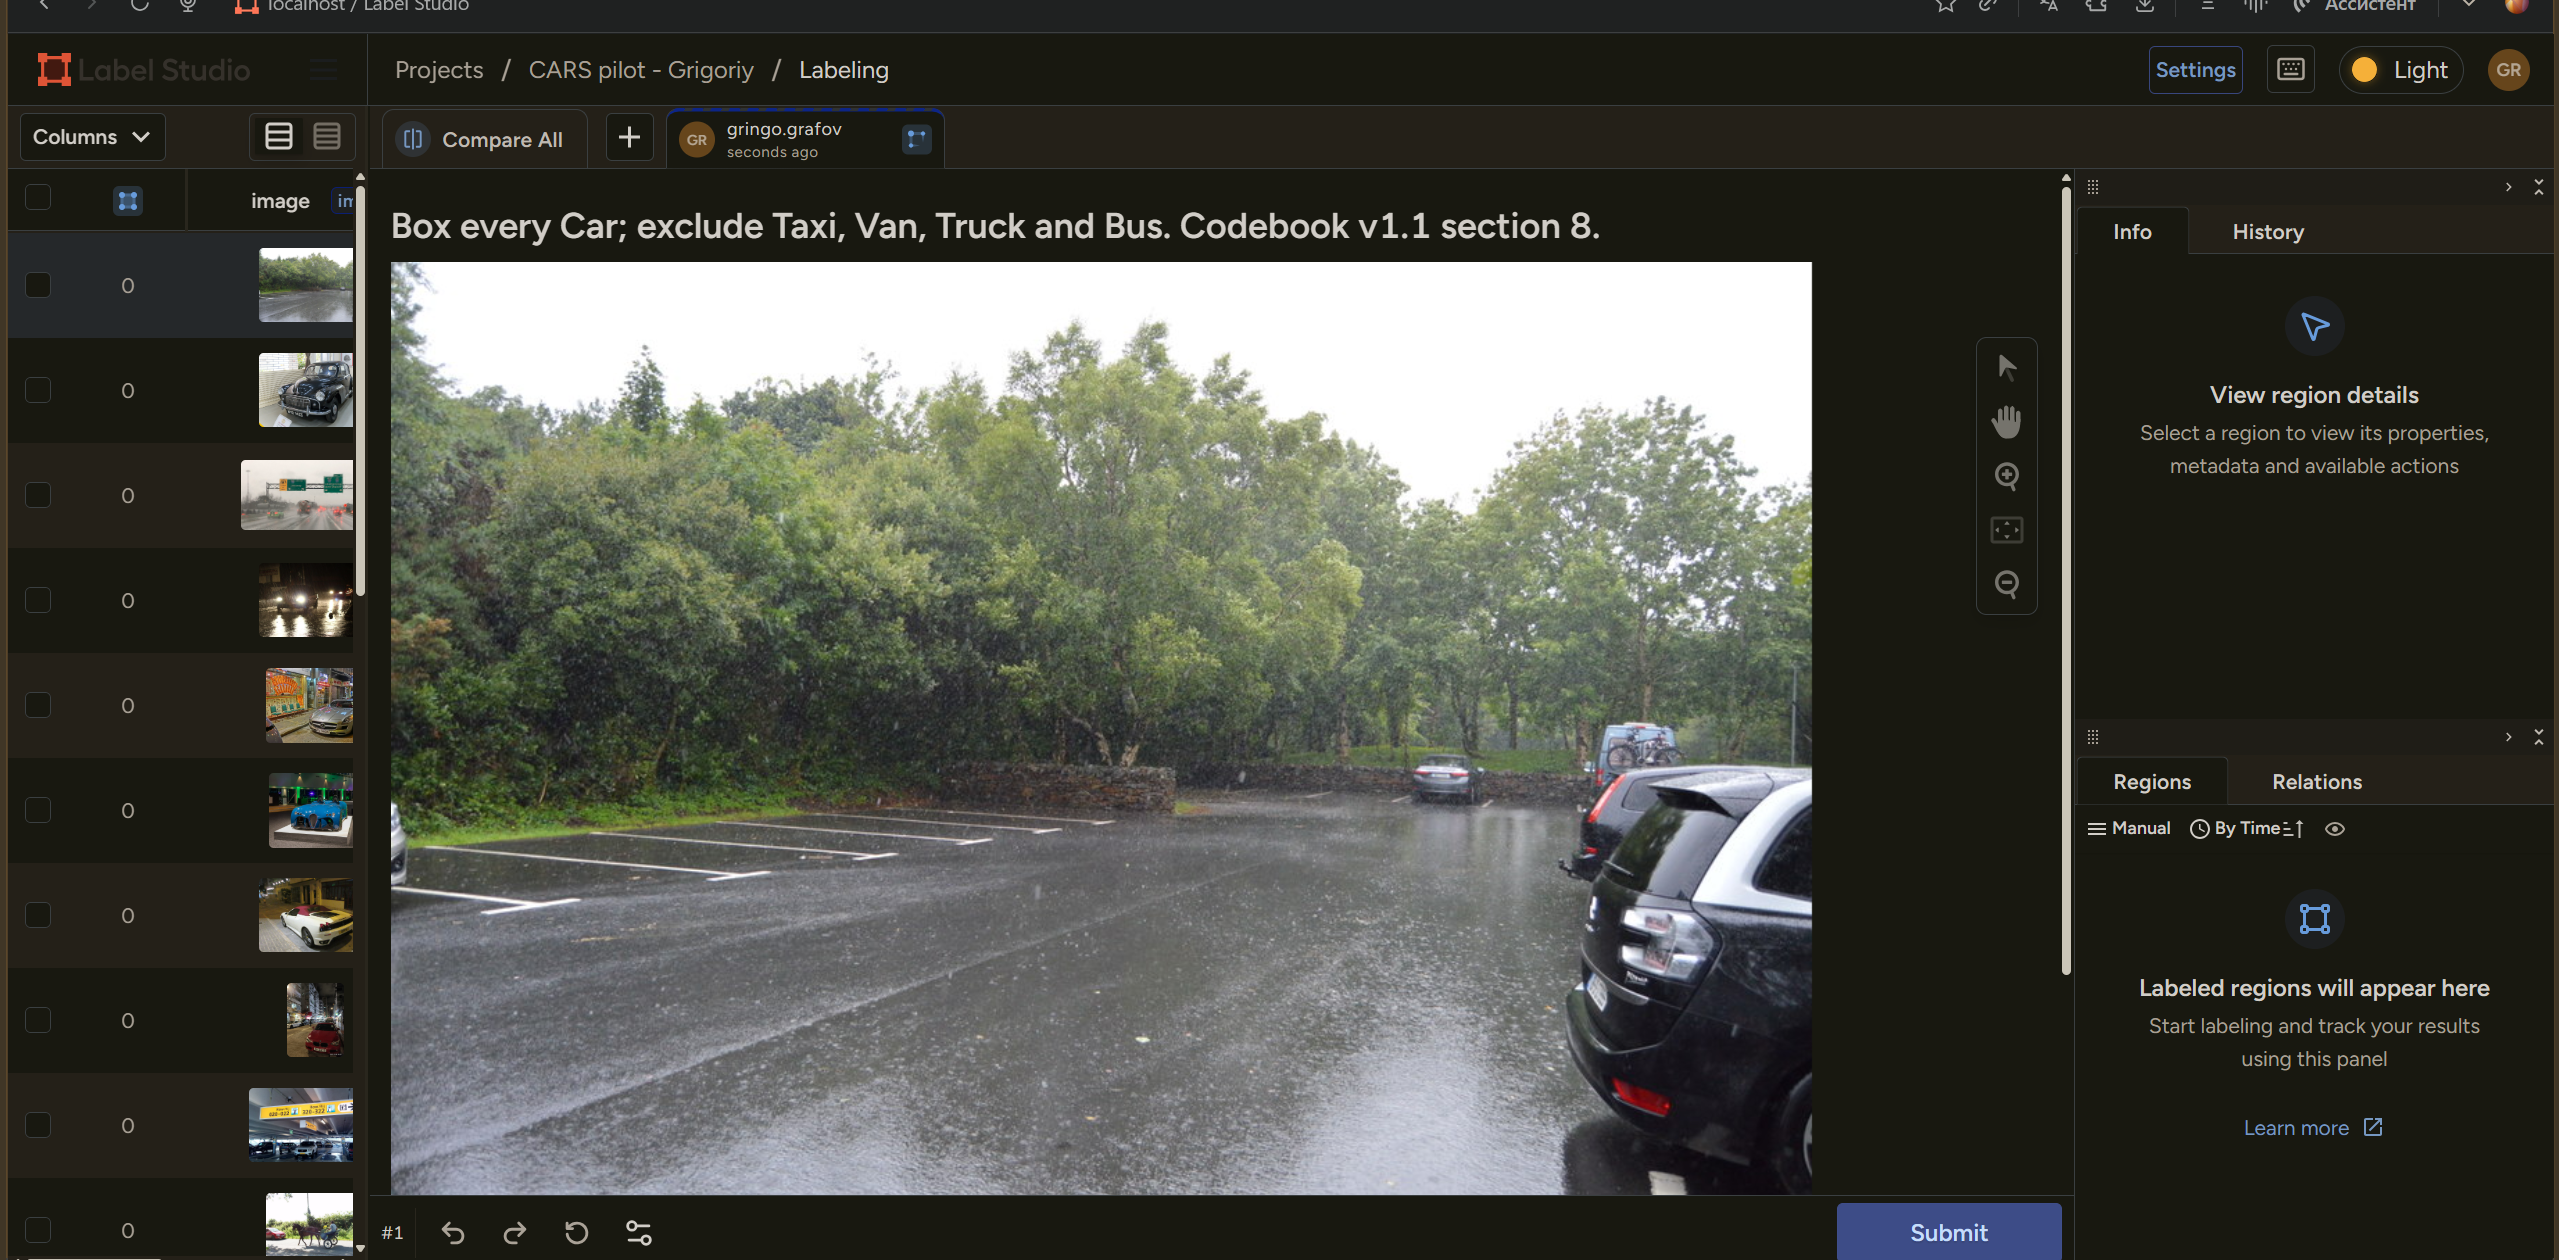 localhost / Label Studio
Ассистент
Label Studio
Projects / CARS pilot - Grigoriy / Labeling
Settings
Light
GR
Columns
Compare All
GR
gringo.grafov
seconds ago
image
im
Box every Car; exclude Taxi, Van, Truck and Bus. Codebook v1.1 section 8.
0
0
0
0
0
0
0
0
0
0
Info
History
View region details
Select a region to view its properties,
metadata and available actions
Regions
Relations
Manual
By Time
Labeled regions will appear here
Start labeling and track your results
using this panel
Learn more
#1
Submit